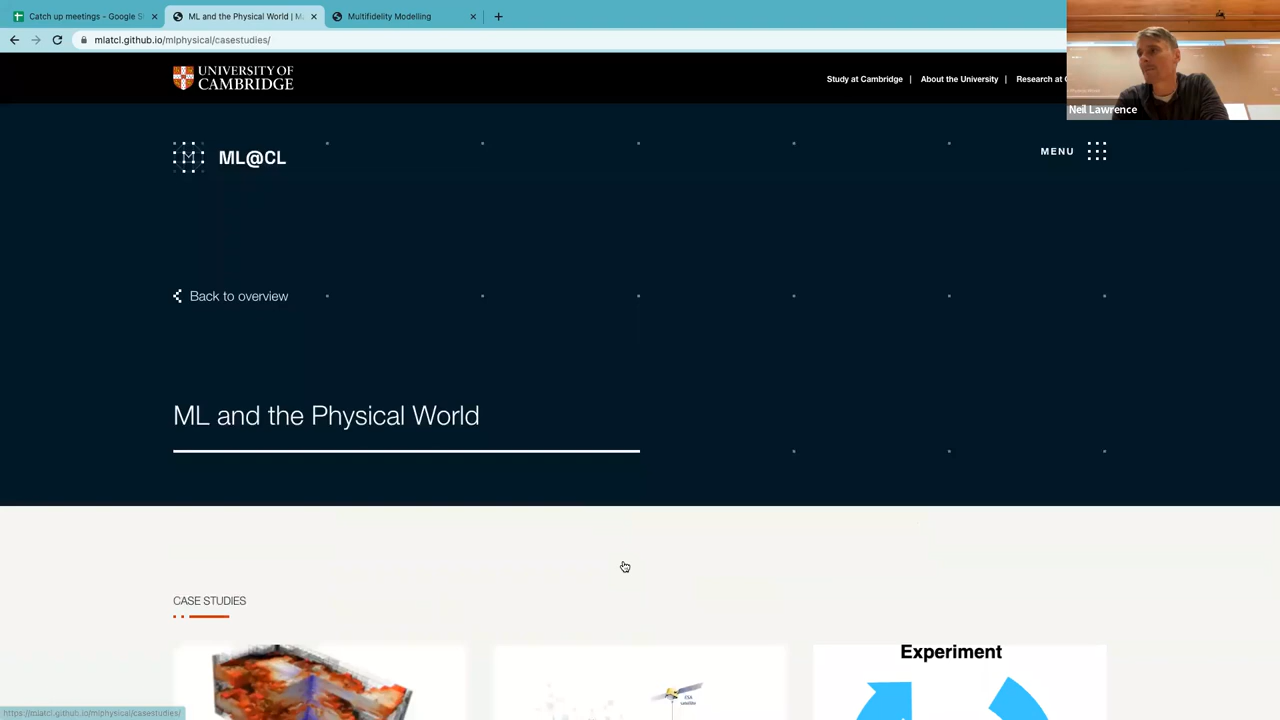 Catch up meetings - Google S
ML and the Physical World | M
Multifidelity Modelling
mlatcl.github.io/mlphysical/casestudies/
UNIVERSITY OF
CAMBRIDGE
Study at Cambridge | About the University | Research at C
Neil Lawrence
ML@CL
MENU
Back to overview
ML and the Physical World
CASE STUDIES
Experiment
ESA
satellite
https://mlatcl.github.io/mlphysical/casestudies/